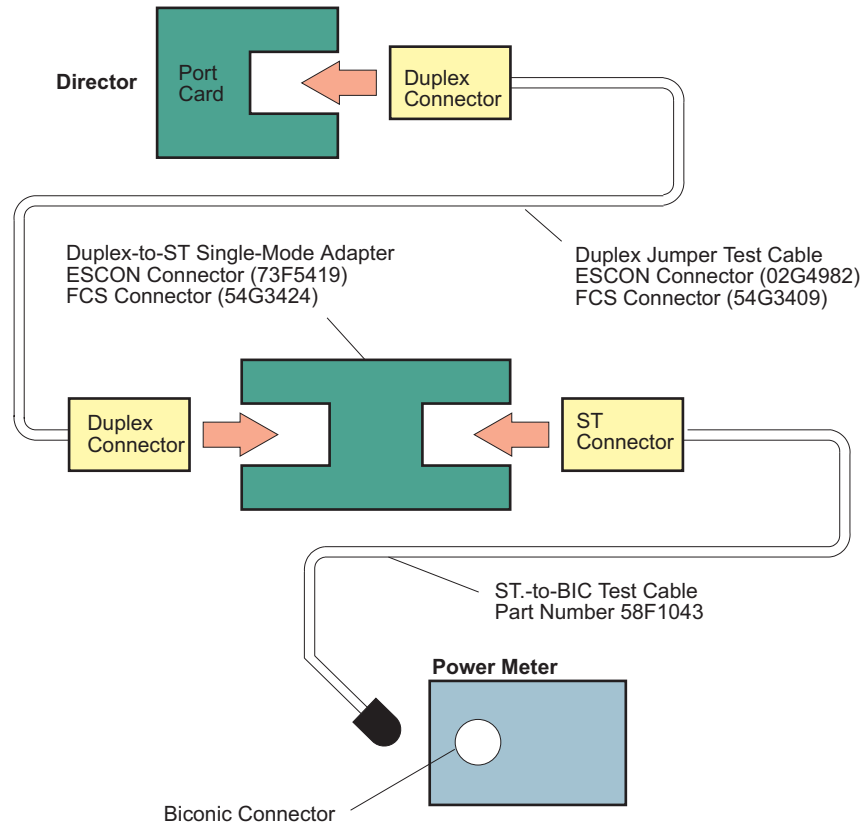 Director
Port
Card
Duplex
Connector
Duplex-to-ST Single-Mode Adapter
ESCON Connector (73F5419)
FCS Connector (54G3424)
Duplex Jumper Test Cable
ESCON Connector (02G4982)
FCS Connector (54G3409)
Duplex
Connector
ST
Connector
ST.-to-BIC Test Cable
Part Number 58F1043
Power Meter
Biconic Connector